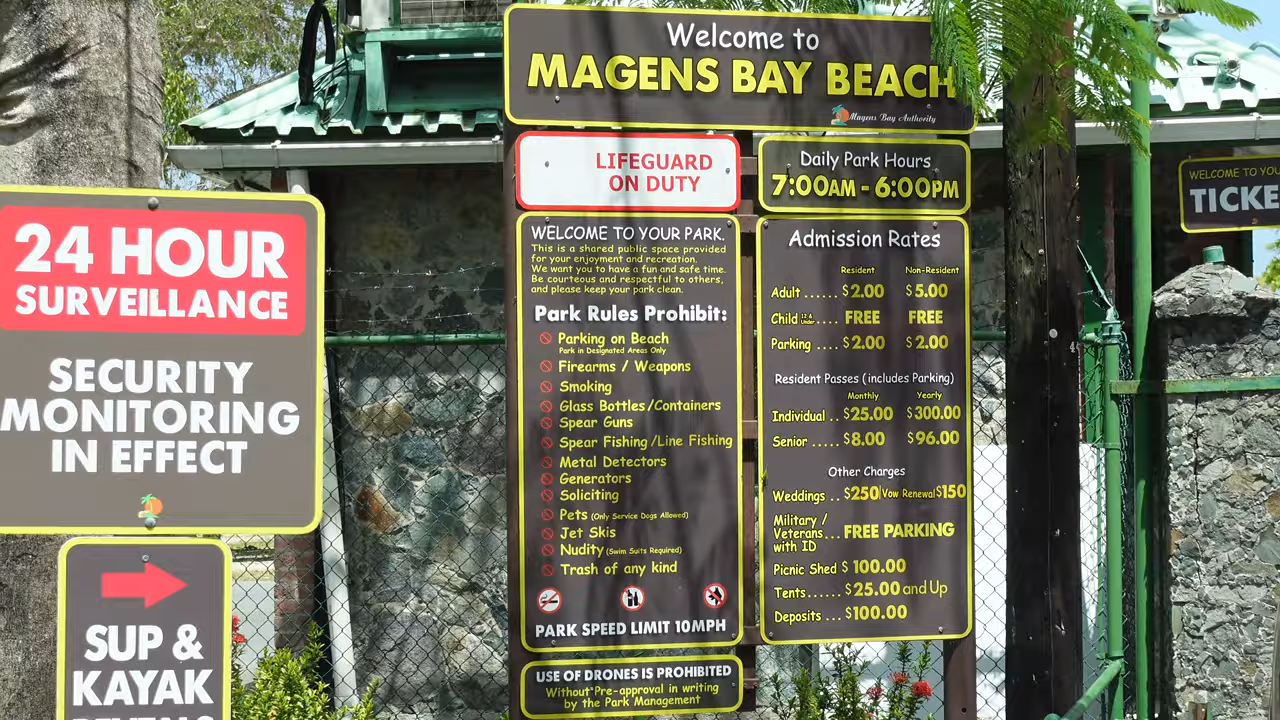 Welcome to
MAGENS BAY BEACH
Magens Bay Authority
LIFEGUARD
ON DUTY
Daily Park Hours
7:00AM - 6:00PM
WELCOME TO YOUR PARK.
This is a shared public space provided
for your enjoyment and recreation.
We want you to have a fun and safe time.
Be courteous and respectful to others,
and please keep your park clean.
Park Rules Prohibit:
Parking on Beach
Park in Designated Areas Only
Firearms / Weapons
Smoking
Glass Bottles/Containers
Spear Guns
Spear Fishing/Line Fishing
Metal Detectors
Generators
Soliciting
Pets (Only Service Dogs Allowed)
Jet Skis
Nudity (Swim Suits Required)
Trash of any kind
PARK SPEED LIMIT 10MPH
USE OF DRONES IS PROHIBITED
Without Pre-approval in writing
by the Park Management
Admission Rates
Resident Non-Resident
Adult ...... $2.00 $5.00
Child 12 & Under .... FREE FREE
Parking .... $2.00 $2.00
Resident Passes (includes Parking)
Monthly Yearly
Individual .. $25.00 $300.00
Senior ..... $8.00 $96.00
Other Charges
Weddings .. $250 Vow Renewal $150
Military /
Veterans... FREE PARKING
with ID
Picnic Shed $100.00
Tents...... $25.00 and Up
Deposits ... $100.00
24 HOUR
SURVEILLANCE
SECURITY
MONITORING
IN EFFECT
SUP &
KAYAK
RENTALS
WELCOME TO YOU
TICKE